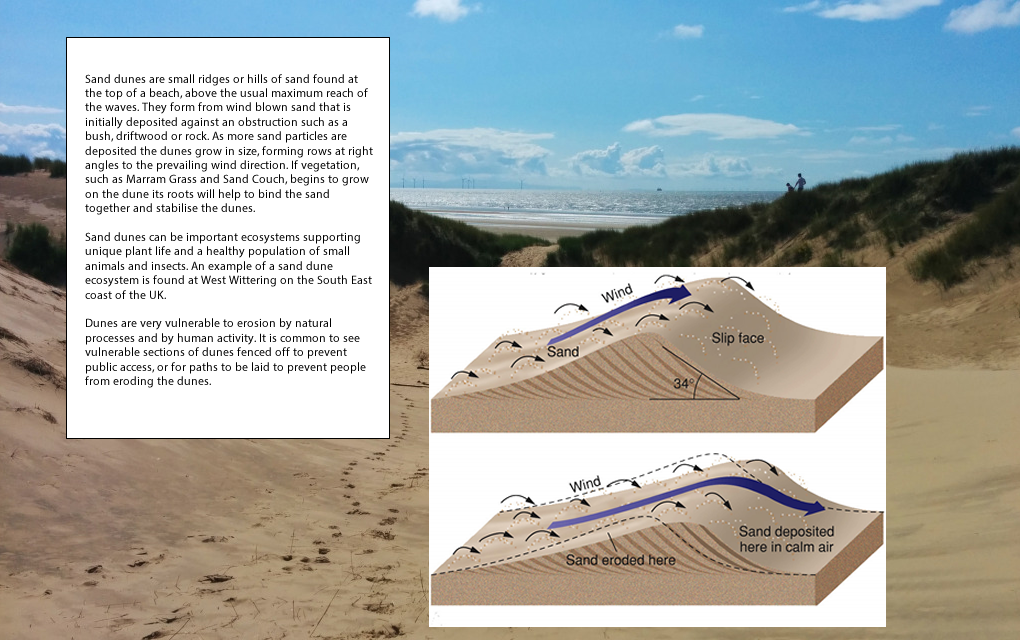 Sand dunes are small ridges or hills of sand found at
the top of a beach, above the usual maximum reach of
the waves. They form from wind blown sand that is
initially deposited against an obstruction such as a
bush, driftwood or rock. As more sand particles are
deposited the dunes grow in size, forming rows at right
angles to the prevailing wind direction. If vegetation,
such as Marram Grass and Sand Couch, begins to grow
on the dune its roots will help to bind the sand
together and stabilise the dunes.
Sand dunes can be important ecosystems supporting
unique plant life and a healthy population of small
animals and insects. An example of a sand dune
ecosystem is found at West Wittering on the South East
coast of the UK.
Dunes are very vulnerable to erosion by natural
processes and by human activity. It is common to see
vulnerable sections of dunes fenced off to prevent
public access, or for paths to be laid to prevent people
from eroding the dunes.
Wind
Sand
Slip face
34°
Wind
Sand deposited
here in calm air
Sand eroded here